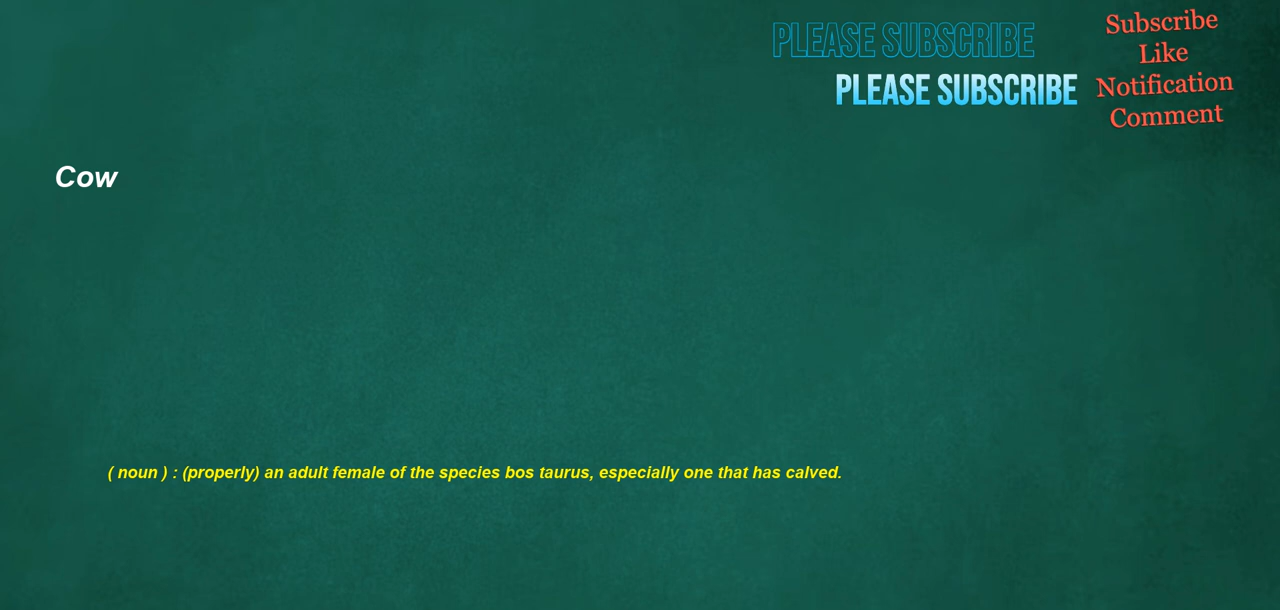 PLEASE SUBSCRIBE
PLEASE SUBSCRIBE
Subscribe
Like
Notification
Comment
Cow
( noun ) : (properly) an adult female of the species bos taurus, especially one that has calved.